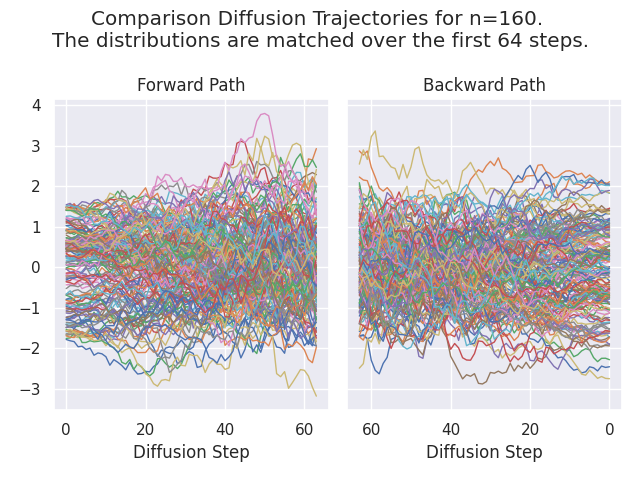 Comparison Diffusion Trajectories for n=160.
The distributions are matched over the first 64 steps.
Forward Path
Backward Path
4
3
2
1
0
−1
−2
−3
0 20 40 60
60 40 20 0
Diffusion Step
Diffusion Step